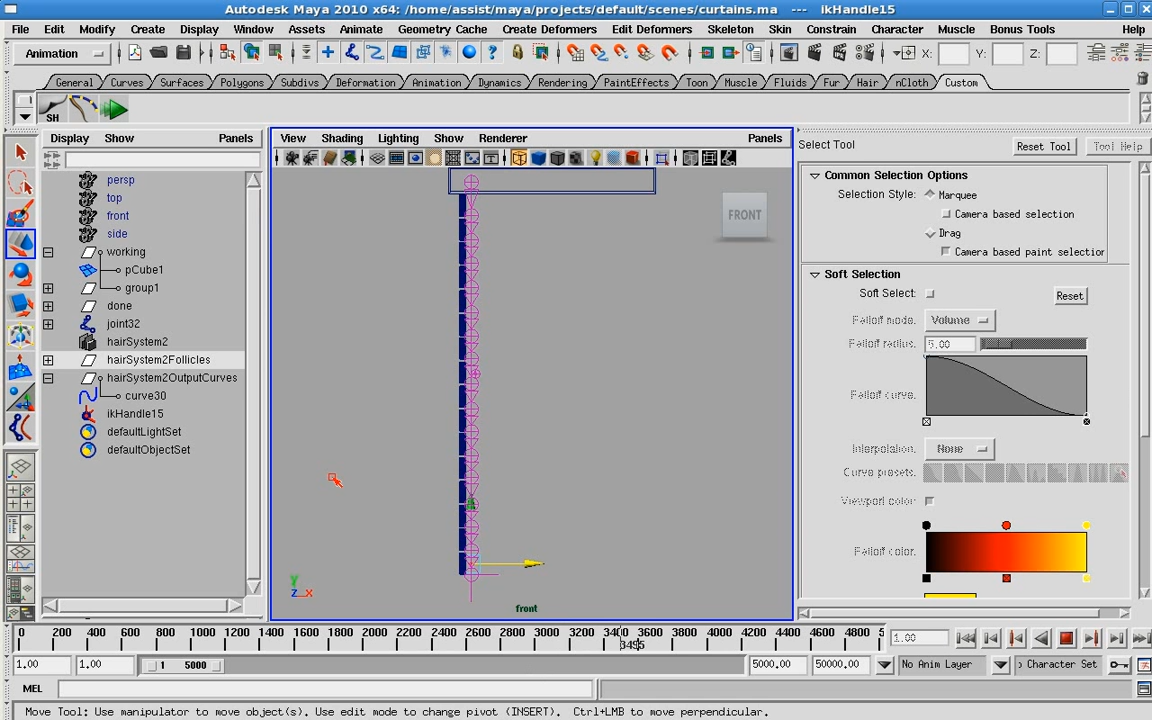 Autodesk Maya 2010 x64: /home/assist/maya/projects/default/scenes/curtains.ma --- ikHandle15
File Edit Modify Create Display Window Assets Animate Geometry Cache Create Deformers Edit Deformers Skeleton Skin Constrain Character Muscle Bonus Tools Help
Animation X: Y: Z:
General Curves Surfaces Polygons Subdivs Deformation Animation Dynamics Rendering PaintEffects Toon Muscle Fluids Fur Hair nCloth Custom
SH
Display Show Panels
View Shading Lighting Show Renderer Panels
Select Tool Reset Tool Tool Help
persp
top
front
side
working
pCube1
group1
done
joint32
hairSystem2
hairSystem2Follicles
hairSystem2OutputCurves
curve30
ikHandle15
defaultLightSet
defaultObjectSet
FRONT
Y
Z X
front
Common Selection Options
Selection Style: Marquee
Camera based selection
Drag
Camera based paint selection
Soft Selection
Soft Select: Reset
Falloff mode: Volume
Falloff radius: 5.00
Falloff curve:
Interpolation: None
Curve presets:
Viewport color:
Falloff color:
0 200 400 600 800 1000 1200 1400 1600 1800 2000 2200 2400 2600 2800 3000 3200 3400 3600 3800 4000 4200 4400 4600 4800 5
3495
1.00
1.00 1.00 1 5000 5000.00 50000.00 No Anim Layer Character Set
MEL
Move Tool: Use manipulator to move object(s). Use edit mode to change pivot (INSERT). Ctrl+LMB to move perpendicular.